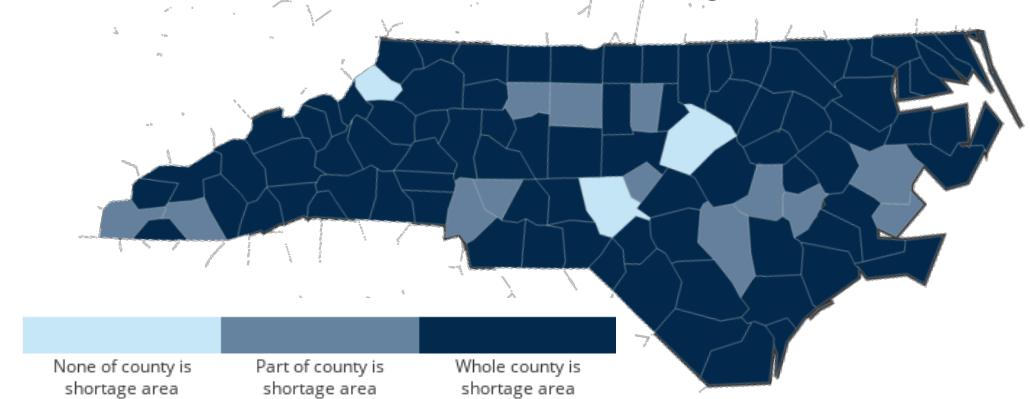 None of county is
shortage area
Part of county is
shortage area
Whole county is
shortage area